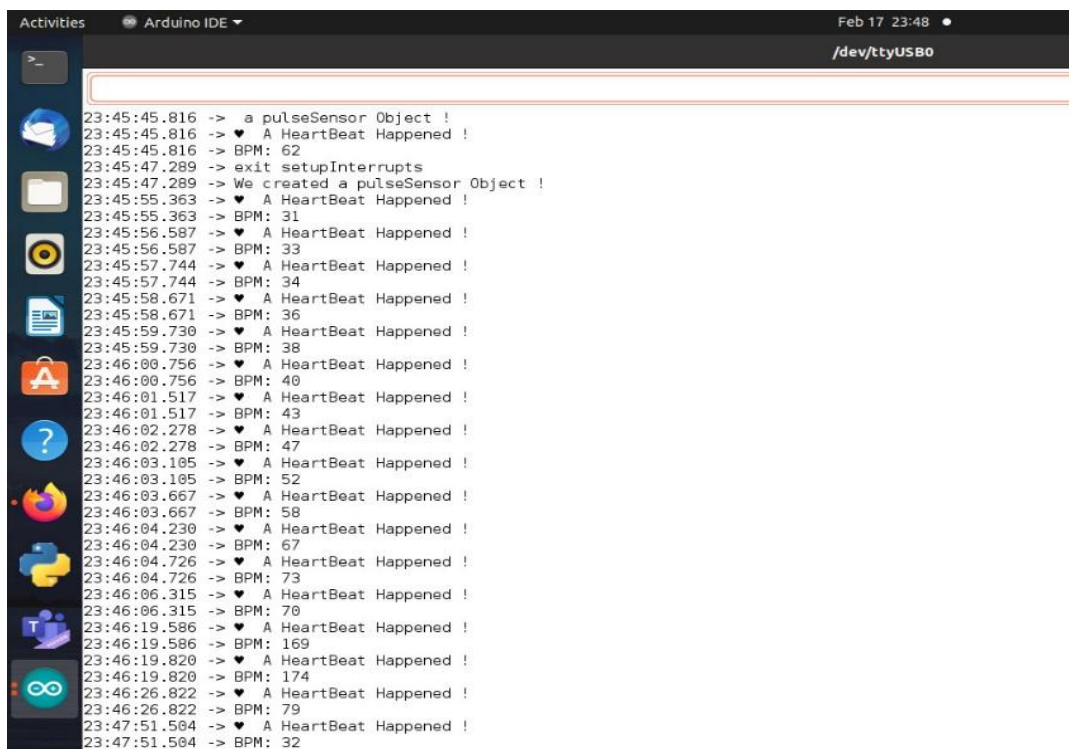 Activities Arduino IDE Feb 17 23:48
/dev/ttyUSB0
23:45:45.816 -> a pulseSensor Object !
23:45:45.816 -> ♥ A HeartBeat Happened !
23:45:45.816 -> BPM: 62
23:45:47.289 -> exit setupInterrupts
23:45:47.289 -> We created a pulseSensor Object !
23:45:55.363 -> ♥ A HeartBeat Happened !
23:45:55.363 -> BPM: 31
23:45:56.587 -> ♥ A HeartBeat Happened !
23:45:56.587 -> BPM: 33
23:45:57.744 -> ♥ A HeartBeat Happened !
23:45:57.744 -> BPM: 34
23:45:58.671 -> ♥ A HeartBeat Happened !
23:45:58.671 -> BPM: 36
23:45:59.730 -> ♥ A HeartBeat Happened !
23:45:59.730 -> BPM: 38
23:46:00.756 -> ♥ A HeartBeat Happened !
23:46:00.756 -> BPM: 40
23:46:01.517 -> ♥ A HeartBeat Happened !
23:46:01.517 -> BPM: 43
23:46:02.278 -> ♥ A HeartBeat Happened !
23:46:02.278 -> BPM: 47
23:46:03.105 -> ♥ A HeartBeat Happened !
23:46:03.105 -> BPM: 52
23:46:03.667 -> ♥ A HeartBeat Happened !
23:46:03.667 -> BPM: 58
23:46:04.230 -> ♥ A HeartBeat Happened !
23:46:04.230 -> BPM: 67
23:46:04.726 -> ♥ A HeartBeat Happened !
23:46:04.726 -> BPM: 73
23:46:06.315 -> ♥ A HeartBeat Happened !
23:46:06.315 -> BPM: 70
23:46:19.586 -> ♥ A HeartBeat Happened !
23:46:19.586 -> BPM: 169
23:46:19.820 -> ♥ A HeartBeat Happened !
23:46:19.820 -> BPM: 174
23:46:26.822 -> ♥ A HeartBeat Happened !
23:46:26.822 -> BPM: 79
23:47:51.504 -> ♥ A HeartBeat Happened !
23:47:51.504 -> BPM: 32